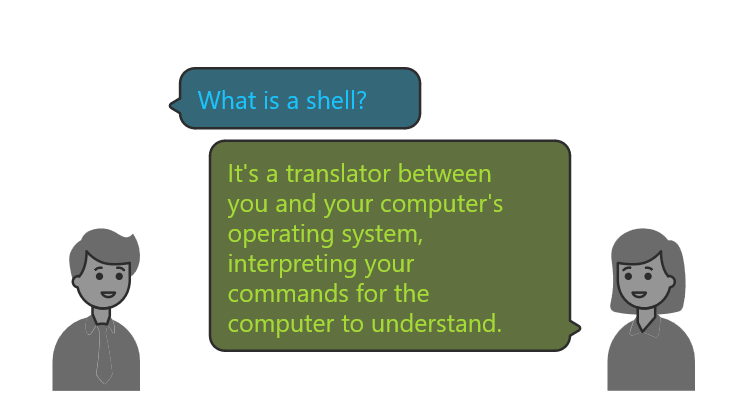 What is a shell?
It's a translator between
you and your computer's
operating system,
interpreting your
commands for the
computer to understand.